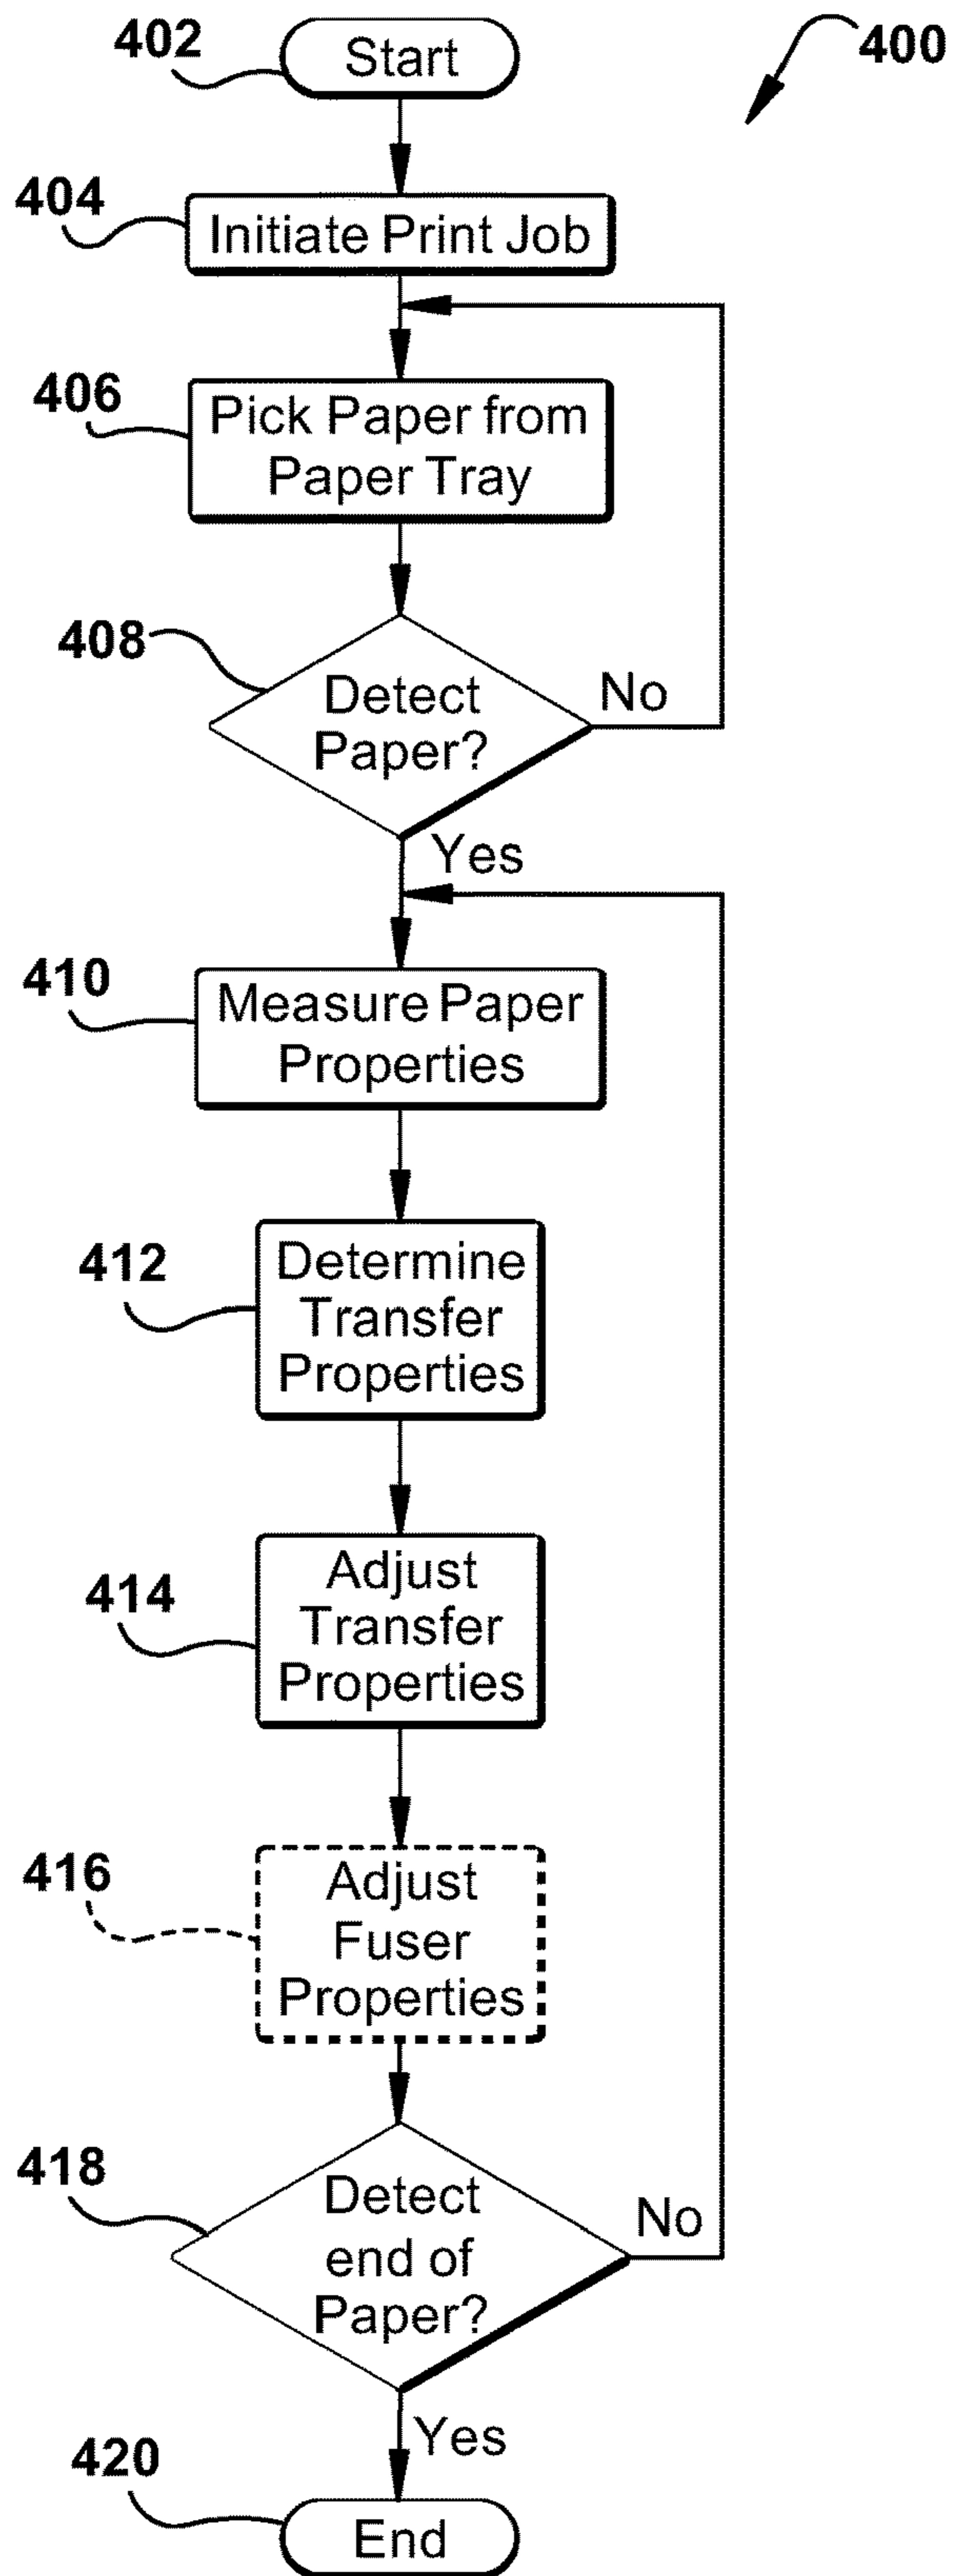 402
Start
400
404
Initiate Print Job
406
Pick Paper from
Paper Tray
408
Detect
Paper?
No
Yes
410
Measure Paper
Properties
412
Determine
Transfer
Properties
414
Adjust
Transfer
Properties
416
Adjust
Fuser
Properties
418
Detect
end of
Paper?
No
Yes
420
End